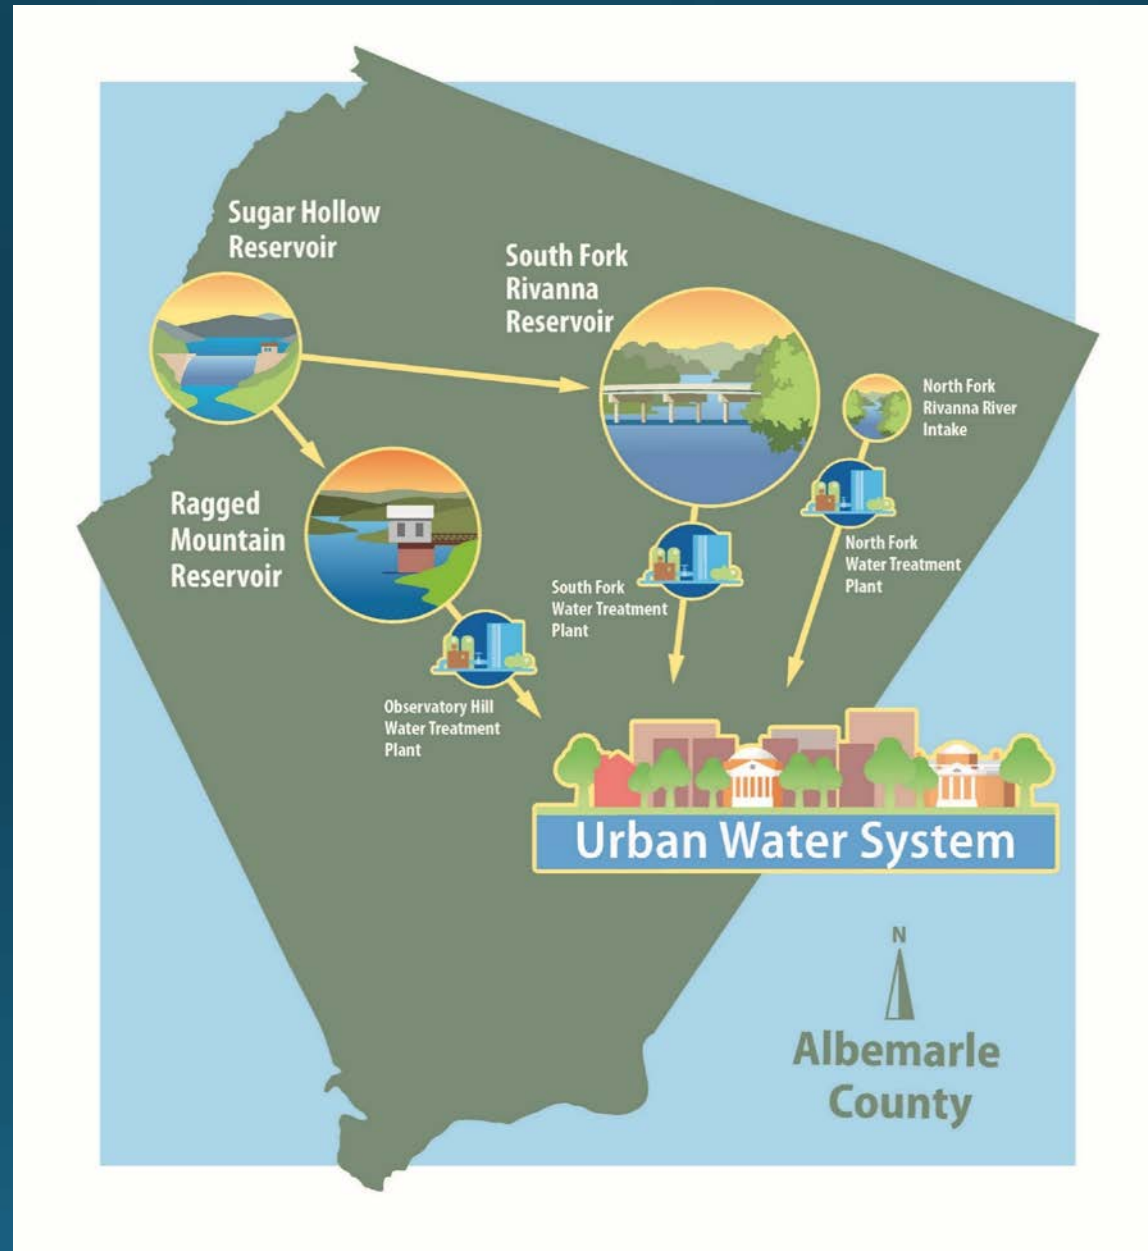 Sugar Hollow
Reservoir
South Fork
Rivanna
Reservoir
North Fork
Rivanna River
Intake
Ragged
Mountain
Reservoir
North Fork
Water Treatment
Plant
South Fork
Water Treatment
Plant
Observatory Hill
Water Treatment
Plant
Urban Water System
N
Albemarle
County